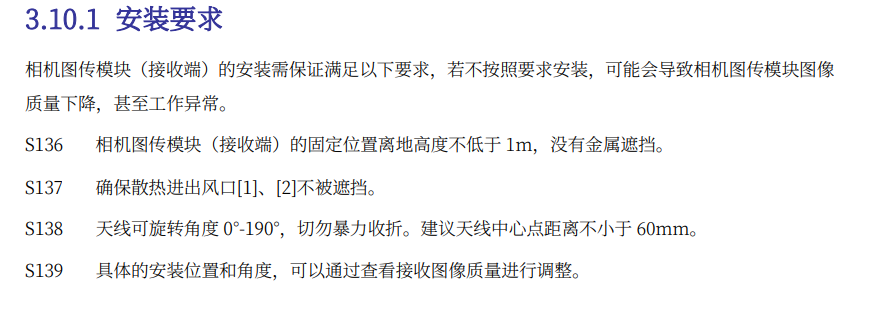 3.10.1 安装要求
相机图传模块（接收端）的安装需保证满足以下要求，若不按照要求安装，可能会导致相机图传模块图像
质量下降，甚至工作异常。
S136 相机图传模块（接收端）的固定位置离地高度不低于 1m，没有金属遮挡。
S137 确保散热进出风口[1]、[2]不被遮挡。
S138 天线可旋转角度 0°-190°，切勿暴力收折。建议天线中心点距离不小于 60mm。
S139 具体的安装位置和角度，可以通过查看接收图像质量进行调整。